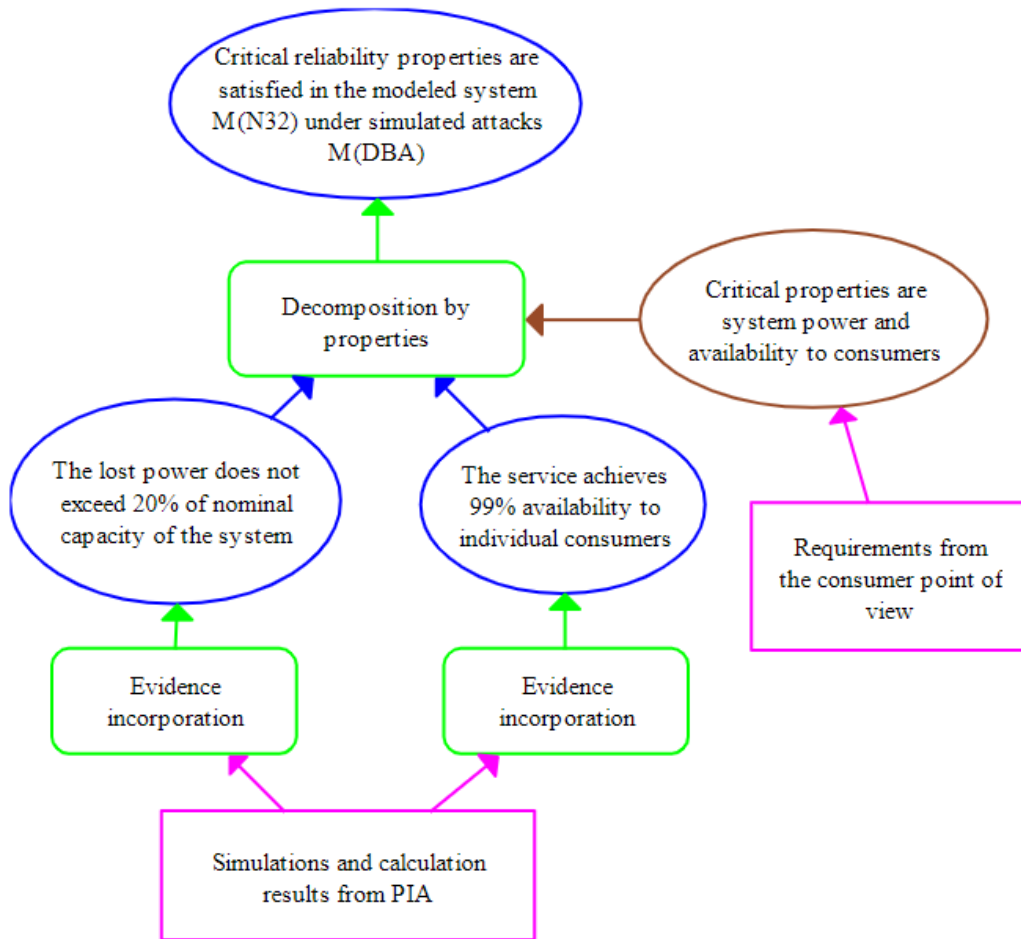 Critical reliability properties are
satisfied in the modeled system
M(N32) under simulated attacks
M(DBA)
Decomposition by
properties
Critical properties are
system power and
availability to consumers
The lost power does not
exceed 20% of nominal
capacity of the system
The service achieves
99% availability to
individual consumers
Requirements from
the consumer point of
view
Evidence
incorporation
Evidence
incorporation
Simulations and calculation
results from PIA